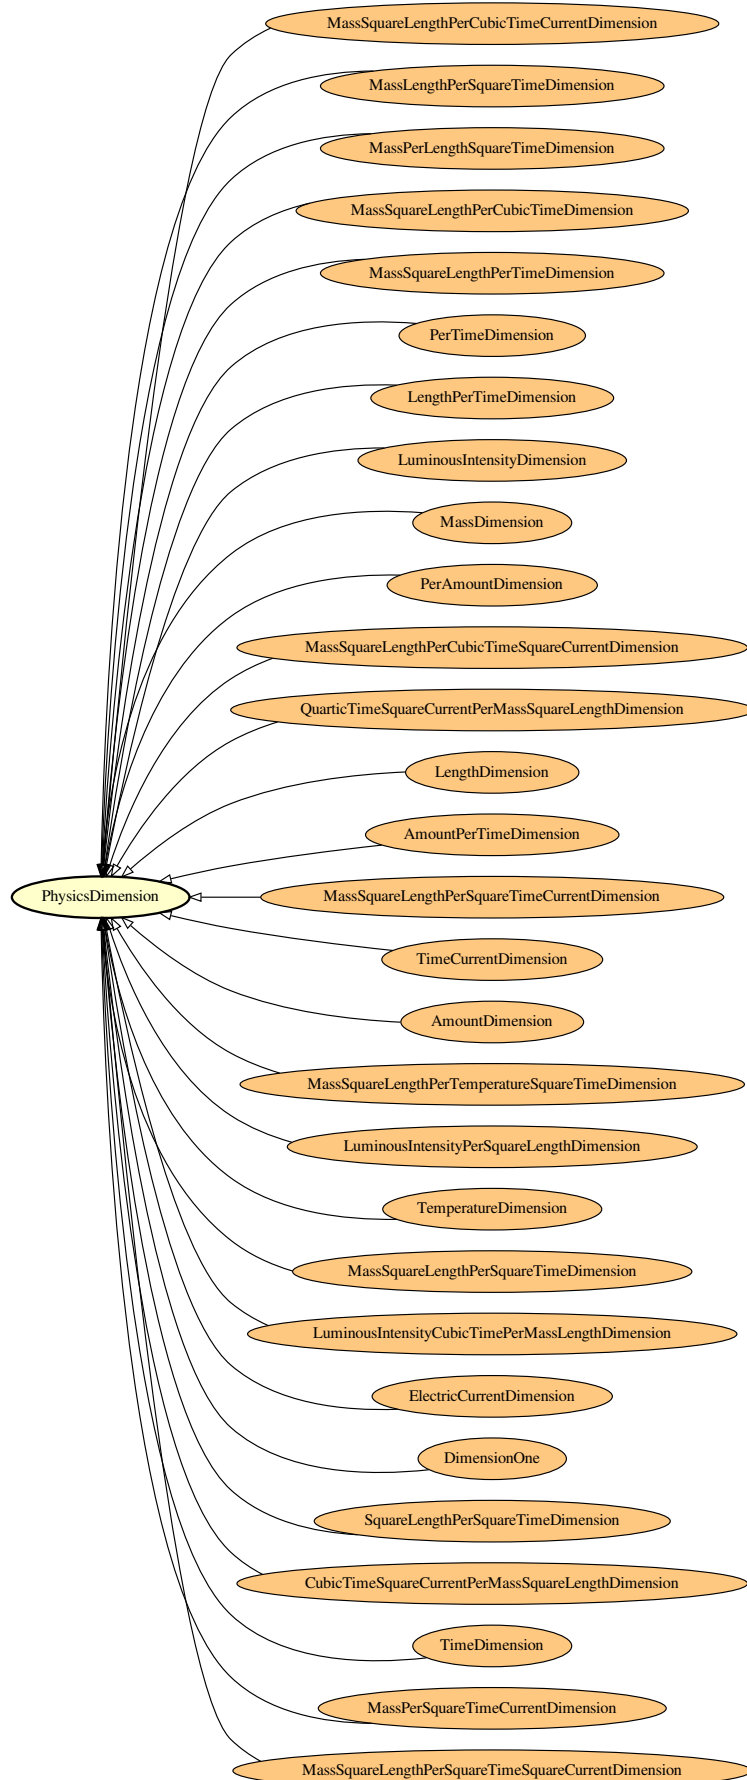 MassSquareLengthPerCubicTimeCurrentDimension
MassLengthPerSquareTimeDimension
MassPerLengthSquareTimeDimension
MassSquareLengthPerCubicTimeDimension
MassSquareLengthPerTimeDimension
PerTimeDimension
LengthPerTimeDimension
LuminousIntensityDimension
MassDimension
PerAmountDimension
MassSquareLengthPerCubicTimeSquareCurrentDimension
QuarticTimeSquareCurrentPerMassSquareLengthDimension
LengthDimension
AmountPerTimeDimension
PhysicsDimension
MassSquareLengthPerSquareTimeCurrentDimension
TimeCurrentDimension
AmountDimension
MassSquareLengthPerTemperatureSquareTimeDimension
LuminousIntensityPerSquareLengthDimension
TemperatureDimension
MassSquareLengthPerSquareTimeDimension
LuminousIntensityCubicTimePerMassLengthDimension
ElectricCurrentDimension
DimensionOne
SquareLengthPerSquareTimeDimension
CubicTimeSquareCurrentPerMassSquareLengthDimension
TimeDimension
MassPerSquareTimeCurrentDimension
MassSquareLengthPerSquareTimeSquareCurrentDimension